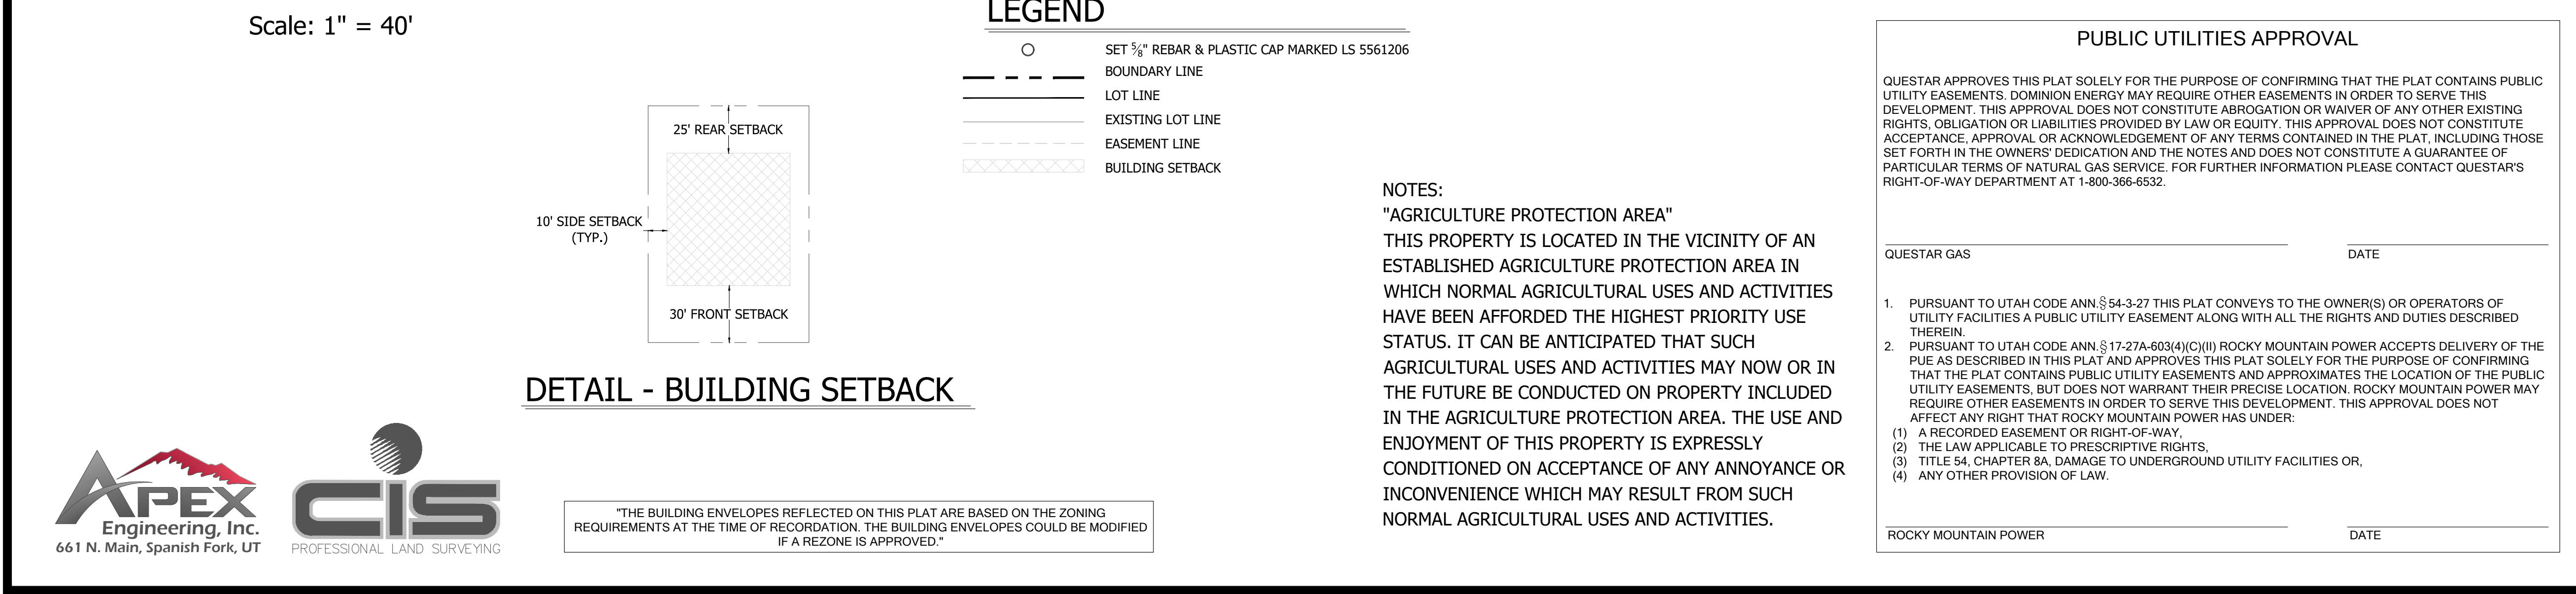 Scale: 1" = 40'
LEGEND
SET 5/8" REBAR & PLASTIC CAP MARKED LS 5561206
BOUNDARY LINE
LOT LINE
EXISTING LOT LINE
EASEMENT LINE
BUILDING SETBACK
25' REAR SETBACK
10' SIDE SETBACK
(TYP.)
30' FRONT SETBACK
DETAIL - BUILDING SETBACK
APEX
Engineering, Inc.
661 N. Main, Spanish Fork, UT
CIS
PROFESSIONAL LAND SURVEYING
"THE BUILDING ENVELOPES REFLECTED ON THIS PLAT ARE BASED ON THE ZONING
REQUIREMENTS AT THE TIME OF RECORDATION. THE BUILDING ENVELOPES COULD BE MODIFIED
IF A REZONE IS APPROVED."
NOTES:
"AGRICULTURE PROTECTION AREA"
THIS PROPERTY IS LOCATED IN THE VICINITY OF AN
ESTABLISHED AGRICULTURE PROTECTION AREA IN
WHICH NORMAL AGRICULTURAL USES AND ACTIVITIES
HAVE BEEN AFFORDED THE HIGHEST PRIORITY USE
STATUS. IT CAN BE ANTICIPATED THAT SUCH
AGRICULTURAL USES AND ACTIVITIES MAY NOW OR IN
THE FUTURE BE CONDUCTED ON PROPERTY INCLUDED
IN THE AGRICULTURE PROTECTION AREA. THE USE AND
ENJOYMENT OF THIS PROPERTY IS EXPRESSLY
CONDITIONED ON ACCEPTANCE OF ANY ANNOYANCE OR
INCONVENIENCE WHICH MAY RESULT FROM SUCH
NORMAL AGRICULTURAL USES AND ACTIVITIES.
PUBLIC UTILITIES APPROVAL
QUESTAR APPROVES THIS PLAT SOLELY FOR THE PURPOSE OF CONFIRMING THAT THE PLAT CONTAINS PUBLIC
UTILITY EASEMENTS. DOMINION ENERGY MAY REQUIRE OTHER EASEMENTS IN ORDER TO SERVE THIS
DEVELOPMENT. THIS APPROVAL DOES NOT CONSTITUTE ABROGATION OR WAIVER OF ANY OTHER EXISTING
RIGHTS, OBLIGATION OR LIABILITIES PROVIDED BY LAW OR EQUITY. THIS APPROVAL DOES NOT CONSTITUTE
ACCEPTANCE, APPROVAL OR ACKNOWLEDGEMENT OF ANY TERMS CONTAINED IN THE PLAT, INCLUDING THOSE
SET FORTH IN THE OWNERS' DEDICATION AND THE NOTES AND DOES NOT CONSTITUTE A GUARANTEE OF
PARTICULAR TERMS OF NATURAL GAS SERVICE. FOR FURTHER INFORMATION PLEASE CONTACT QUESTAR'S
RIGHT-OF-WAY DEPARTMENT AT 1-800-366-6532.
QUESTAR GAS DATE
1. PURSUANT TO UTAH CODE ANN.§ 54-3-27 THIS PLAT CONVEYS TO THE OWNER(S) OR OPERATORS OF
UTILITY FACILITIES A PUBLIC UTILITY EASEMENT ALONG WITH ALL THE RIGHTS AND DUTIES DESCRIBED
THEREIN.
2. PURSUANT TO UTAH CODE ANN.§ 17-27A-603(4)(C)(II) ROCKY MOUNTAIN POWER ACCEPTS DELIVERY OF THE
PUE AS DESCRIBED IN THIS PLAT AND APPROVES THIS PLAT SOLELY FOR THE PURPOSE OF CONFIRMING
THAT THE PLAT CONTAINS PUBLIC UTILITY EASEMENTS AND APPROXIMATES THE LOCATION OF THE PUBLIC
UTILITY EASEMENTS, BUT DOES NOT WARRANT THEIR PRECISE LOCATION. ROCKY MOUNTAIN POWER MAY
REQUIRE OTHER EASEMENTS IN ORDER TO SERVE THIS DEVELOPMENT. THIS APPROVAL DOES NOT
AFFECT ANY RIGHT THAT ROCKY MOUNTAIN POWER HAS UNDER:
(1) A RECORDED EASEMENT OR RIGHT-OF-WAY,
(2) THE LAW APPLICABLE TO PRESCRIPTIVE RIGHTS,
(3) TITLE 54, CHAPTER 8A, DAMAGE TO UNDERGROUND UTILITY FACILITIES OR,
(4) ANY OTHER PROVISION OF LAW.
ROCKY MOUNTAIN POWER DATE